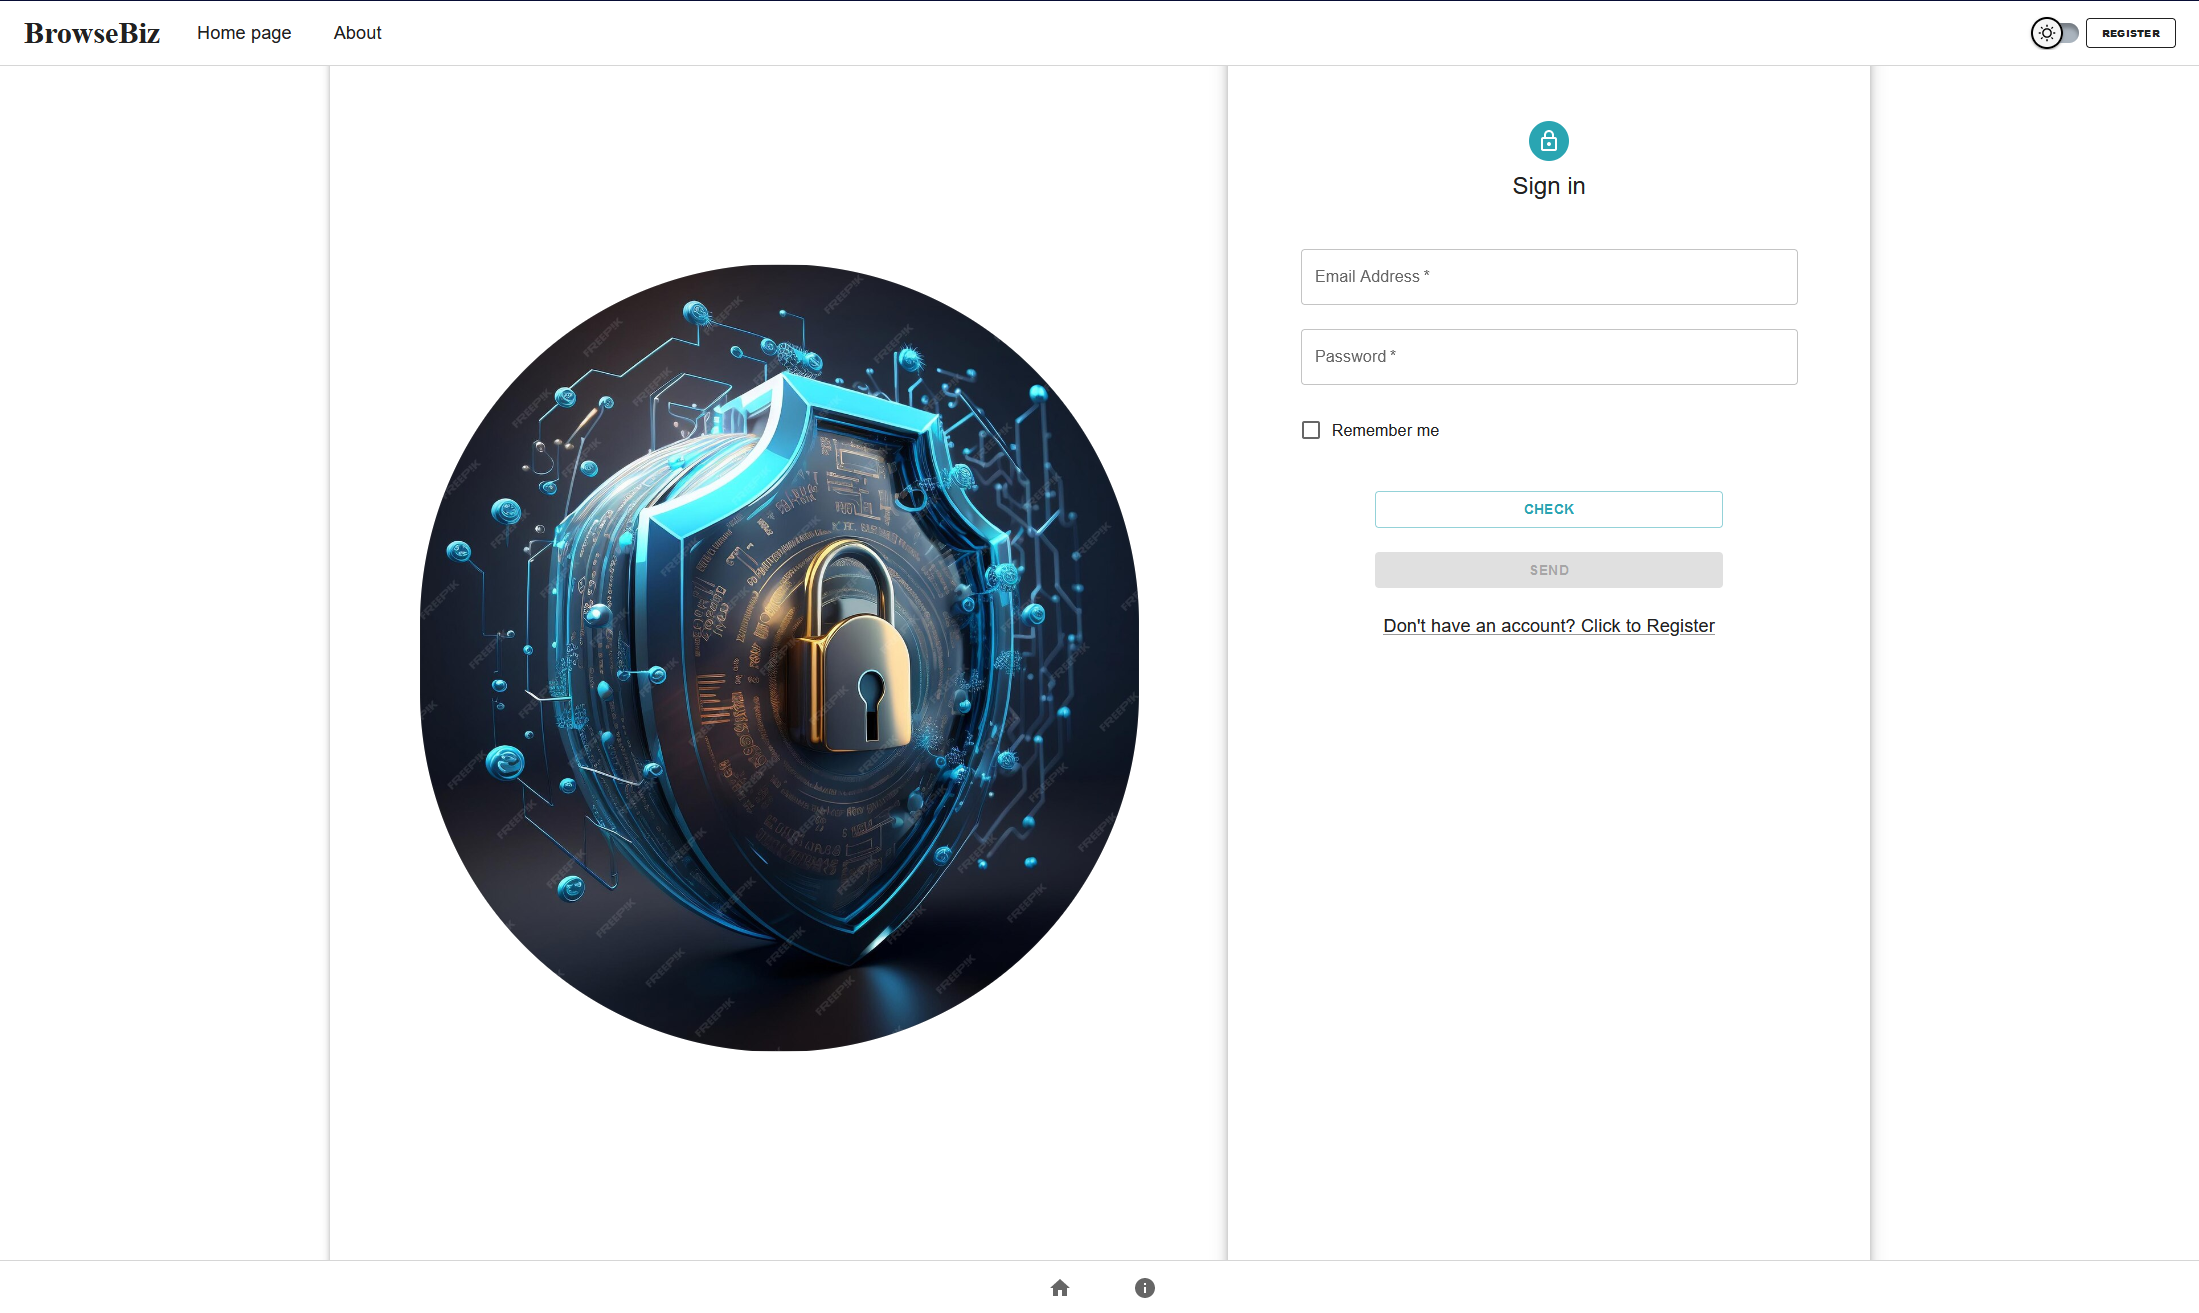 BrowseBiz Home page About REGISTER
Sign in
Email Address *
Password *
Remember me
CHECK
SEND
Don't have an account? Click to Register
FREEPIK